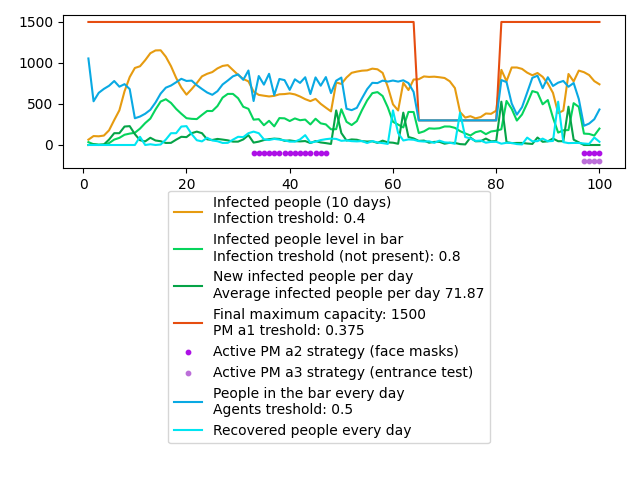 1500
1000
500
0
0 20 40 60 80 100
Infected people (10 days)
Infection treshold: 0.4
Infected people level in bar
Infection treshold (not present): 0.8
New infected people per day
Average infected people per day 71.87
Final maximum capacity: 1500
PM a1 treshold: 0.375
Active PM a2 strategy (face masks)
Active PM a3 strategy (entrance test)
People in the bar every day
Agents treshold: 0.5
Recovered people every day